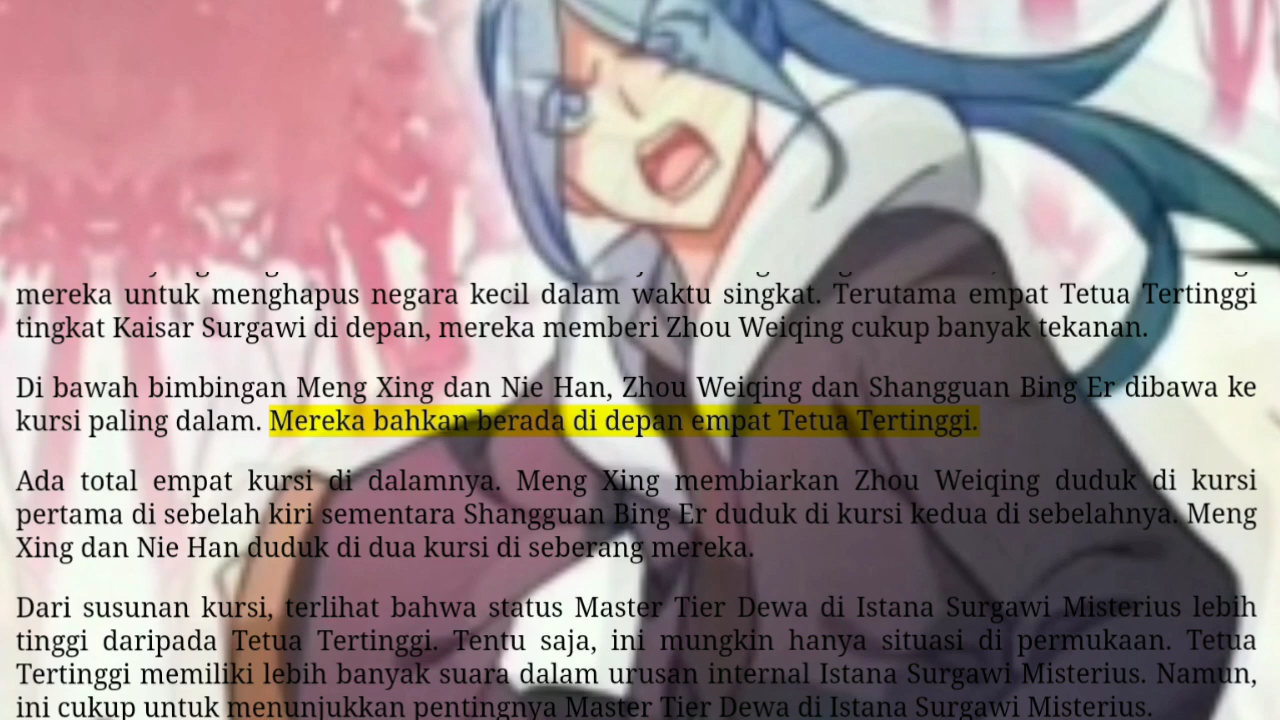 mereka untuk menghapus negara kecil dalam waktu singkat. Terutama empat Tetua Tertinggi
tingkat Kaisar Surgawi di depan, mereka memberi Zhou Weiqing cukup banyak tekanan.
Di bawah bimbingan Meng Xing dan Nie Han, Zhou Weiqing dan Shangguan Bing Er dibawa ke
kursi paling dalam. Mereka bahkan berada di depan empat Tetua Tertinggi.
Ada total empat kursi di dalamnya. Meng Xing membiarkan Zhou Weiqing duduk di kursi
pertama di sebelah kiri sementara Shangguan Bing Er duduk di kursi kedua di sebelahnya. Meng
Xing dan Nie Han duduk di dua kursi di seberang mereka.
Dari susunan kursi, terlihat bahwa status Master Tier Dewa di Istana Surgawi Misterius lebih
tinggi daripada Tetua Tertinggi. Tentu saja, ini mungkin hanya situasi di permukaan. Tetua
Tertinggi memiliki lebih banyak suara dalam urusan internal Istana Surgawi Misterius. Namun,
ini cukup untuk menunjukkan pentingnya Master Tier Dewa di Istana Surgawi Misterius.